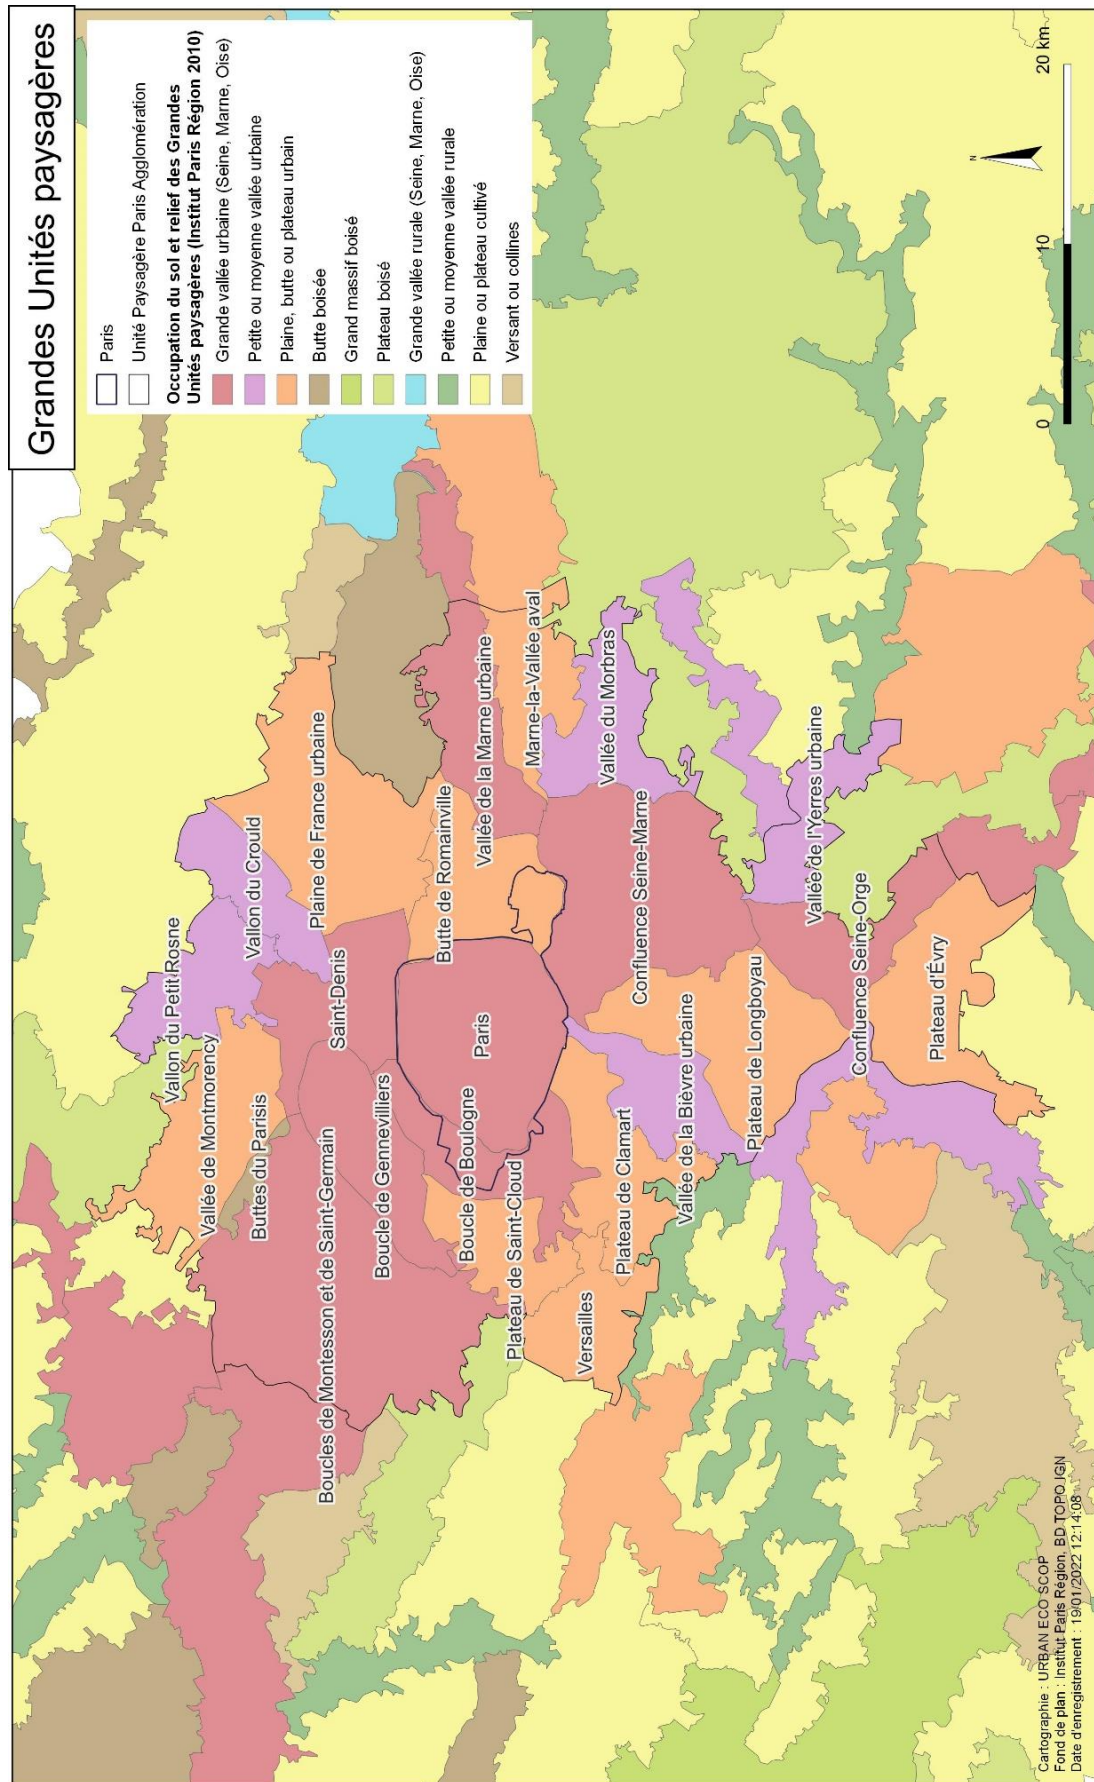 Grandes Unités paysagères
Paris
Unité Paysagère Paris Agglomération
Occupation du sol et relief des Grandes
Unités paysagères (Institut Paris Région 2010)
Grande vallée urbaine (Seine, Marne, Oise)
Petite ou moyenne vallée urbaine
Plaine, butte ou plateau urbain
Butte boisée
Grand massif boisé
Plateau boisé
Grande vallée rurale (Seine, Marne, Oise)
Petite ou moyenne vallée rurale
Plaine ou plateau cultivé
Versant ou collines
Vallon du Petit Rosne
Vallée de Montmorency
Vallon du Crould
Buttes du Parisis
Plaine de France urbaine
Boucles de Montesson et de Saint-Germain
Saint-Denis
Boucle de Gennevilliers
Butte de Romainville
Boucle de Boulogne
Paris
Vallée de la Marne urbaine
Plateau de Saint-Cloud
Marne-la-Vallée aval
Versailles
Plateau de Clamart
Vallée du Morbras
Confluence Seine-Marne
Vallée de la Bièvre urbaine
Plateau de Longboyau
Vallée de l'Yerres urbaine
Confluence Seine-Orge
Plateau d'Évry
N
0
10
20 km
Cartographie : URBAN ECO SCOP
Fond de plan : Institut Paris Région, BD TOPO IGN
Date d'enregistrement : 19/01/2022 12:14:08